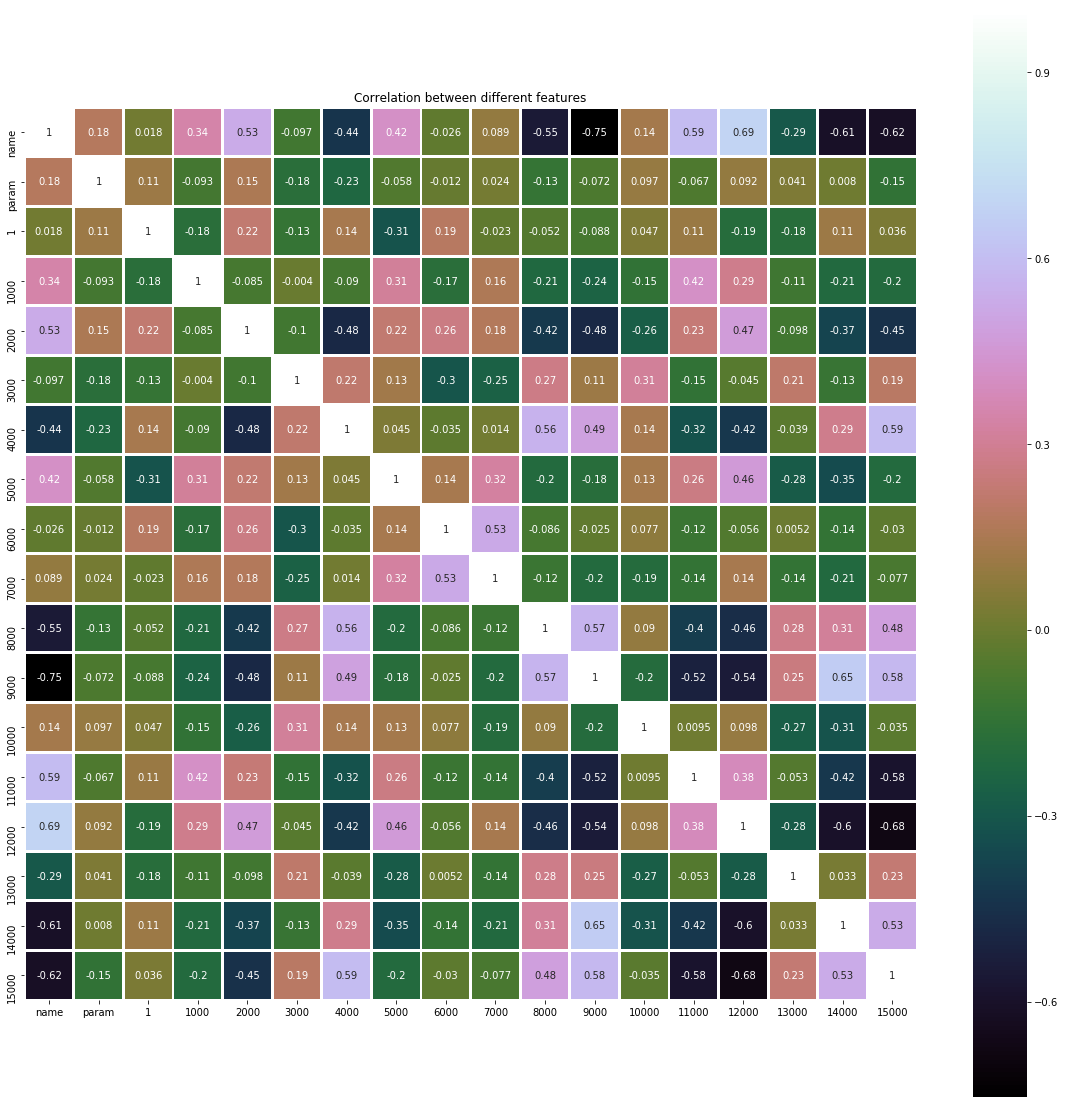 Correlation between different features
0.9
name 1 0.18 0.018 0.34 0.53 -0.097 -0.44 0.42 -0.026 0.089 -0.55 -0.75 0.14 0.59 0.69 -0.29 -0.61 -0.62
param 0.18 1 0.11 -0.093 0.15 -0.18 -0.23 -0.058 -0.012 0.024 -0.13 -0.072 0.097 -0.067 0.092 0.041 0.008 -0.15
1 0.018 0.11 1 -0.18 0.22 -0.13 0.14 -0.31 0.19 -0.023 -0.052 -0.088 0.047 0.11 -0.19 -0.18 0.11 0.036
0.6
1000 0.34 -0.093 -0.18 1 -0.085 -0.004 -0.09 0.31 -0.17 0.16 -0.21 -0.24 -0.15 0.42 0.29 -0.11 -0.21 -0.2
2000 0.53 0.15 0.22 -0.085 1 -0.1 -0.48 0.22 0.26 0.18 -0.42 -0.48 -0.26 0.23 0.47 -0.098 -0.37 -0.45
3000 -0.097 -0.18 -0.13 -0.004 -0.1 1 0.22 0.13 -0.3 -0.25 0.27 0.11 0.31 -0.15 -0.045 0.21 -0.13 0.19
4000 -0.44 -0.23 0.14 -0.09 -0.48 0.22 1 0.045 -0.035 0.014 0.56 0.49 0.14 -0.32 -0.42 -0.039 0.29 0.59
0.3
5000 0.42 -0.058 -0.31 0.31 0.22 0.13 0.045 1 0.14 0.32 -0.2 -0.18 0.13 0.26 0.46 -0.28 -0.35 -0.2
6000 -0.026 -0.012 0.19 -0.17 0.26 -0.3 -0.035 0.14 1 0.53 -0.086 -0.025 0.077 -0.12 -0.056 0.0052 -0.14 -0.03
7000 0.089 0.024 -0.023 0.16 0.18 -0.25 0.014 0.32 0.53 1 -0.12 -0.2 -0.19 -0.14 0.14 -0.14 -0.21 -0.077
8000 -0.55 -0.13 -0.052 -0.21 -0.42 0.27 0.56 -0.2 -0.086 -0.12 1 0.57 0.09 -0.4 -0.46 0.28 0.31 0.48
0.0
9000 -0.75 -0.072 -0.088 -0.24 -0.48 0.11 0.49 -0.18 -0.025 -0.2 0.57 1 -0.2 -0.52 -0.54 0.25 0.65 0.58
10000 0.14 0.097 0.047 -0.15 -0.26 0.31 0.14 0.13 0.077 -0.19 0.09 -0.2 1 0.0095 0.098 -0.27 -0.31 -0.035
11000 0.59 -0.067 0.11 0.42 0.23 -0.15 -0.32 0.26 -0.12 -0.14 -0.4 -0.52 0.0095 1 0.38 -0.053 -0.42 -0.58
−0.3
12000 0.69 0.092 -0.19 0.29 0.47 -0.045 -0.42 0.46 -0.056 0.14 -0.46 -0.54 0.098 0.38 1 -0.28 -0.6 -0.68
13000 -0.29 0.041 -0.18 -0.11 -0.098 0.21 -0.039 -0.28 0.0052 -0.14 0.28 0.25 -0.27 -0.053 -0.28 1 0.033 0.23
14000 -0.61 0.008 0.11 -0.21 -0.37 -0.13 0.29 -0.35 -0.14 -0.21 0.31 0.65 -0.31 -0.42 -0.6 0.033 1 0.53
15000 -0.62 -0.15 0.036 -0.2 -0.45 0.19 0.59 -0.2 -0.03 -0.077 0.48 0.58 -0.035 -0.58 -0.68 0.23 0.53 1
−0.6
name param 1 1000 2000 3000 4000 5000 6000 7000 8000 9000 10000 11000 12000 13000 14000 15000